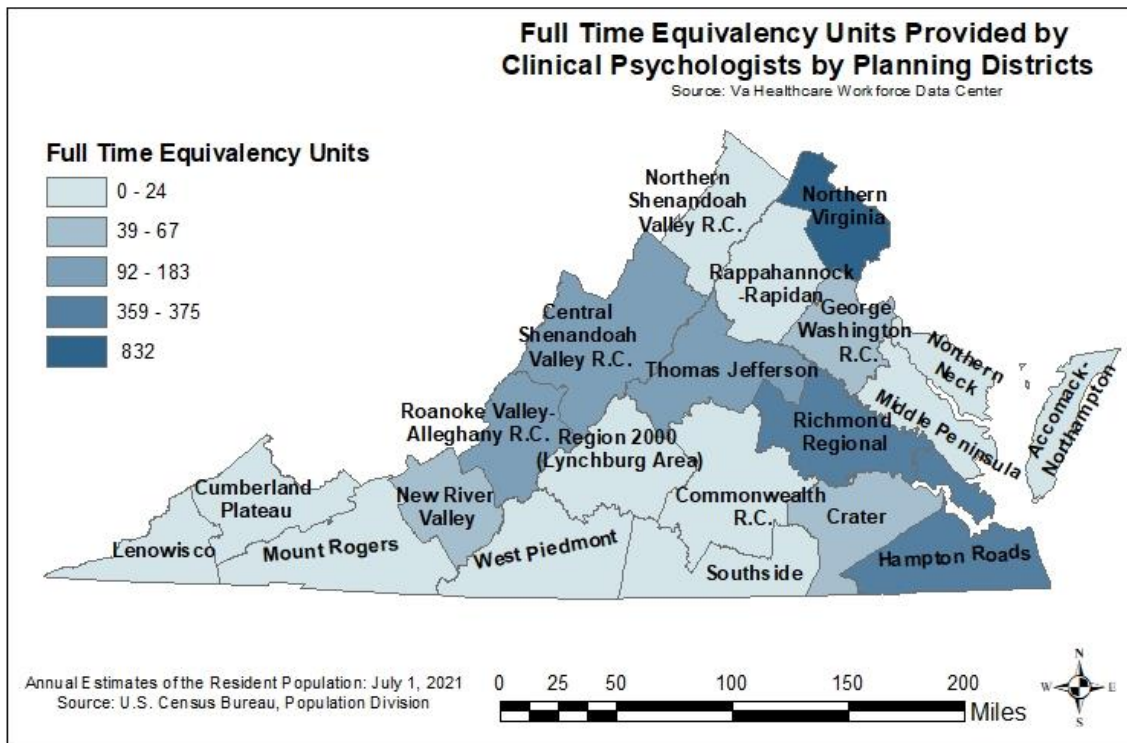 Full Time Equivalency Units Provided by
Clinical Psychologists by Planning Districts
Source: Va Healthcare Workforce Data Center
Full Time Equivalency Units
0 - 24
39 - 67
92 - 183
359 - 375
832
Northern
Shenandoah
Valley R.C.
Northern
Virginia
Rappahannock
-Rapidan
George
Washington
R.C.
Central
Shenandoah
Valley R.C.
Thomas Jefferson
Northern
Neck
Middle Peninsula
Accomack-
Northampton
Roanoke Valley-
Alleghany R.C.
Region 2000
(Lynchburg Area)
Richmond
Regional
Cumberland
Plateau
New River
Valley
Commonwealth
R.C.
Crater
Lenowisco
Mount Rogers
West Piedmont
Southside
Hampton Roads
Annual Estimates of the Resident Population: July 1, 2021
Source: U.S. Census Bureau, Population Division
0 25 50 100 150 200
Miles
N
W E
S